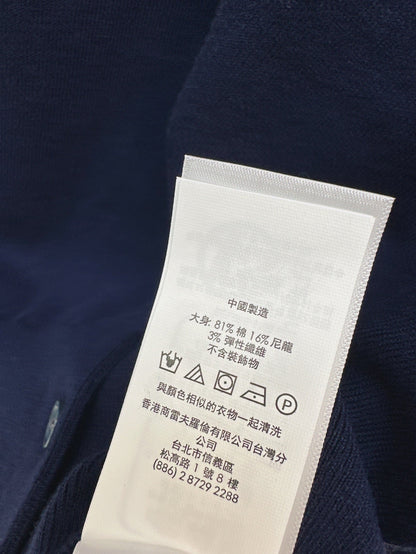 中國製造
大身: 81% 棉 16% 尼龍
3% 彈性纖維
不含裝飾物
與顏色相似的衣物一起清洗
香港商雷夫羅倫有限公司台灣分
公司
台北市信義區
松高路 1 號 8 樓
(886) 2 8729 2288